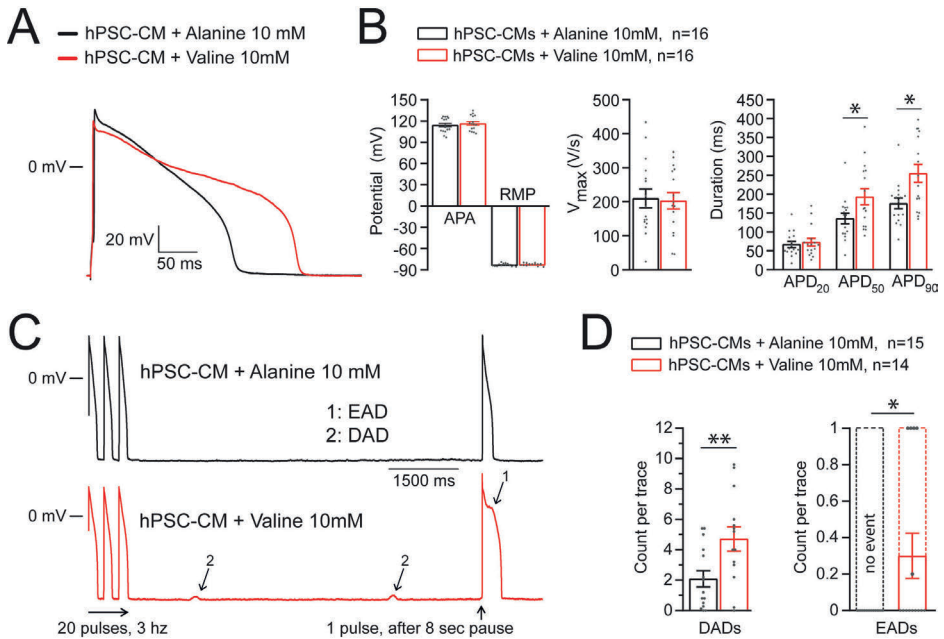 A
hPSC-CM + Alanine 10 mM
hPSC-CM + Valine 10mM
0 mV
20 mV
50 ms
B
hPSC-CMs + Alanine 10mM, n=16
hPSC-CMs + Valine 10mM, n=16
Potential (mV)
150
120
90
60
30
0
-30
-60
-90
APA
RMP
Vmax (V/s)
500
400
300
200
100
0
Duration (ms)
450
400
350
300
250
200
150
100
50
0
*
*
APD20
APD50
APD90
C
0 mV
hPSC-CM + Alanine 10 mM
1: EAD
2: DAD
1500 ms
0 mV
hPSC-CM + Valine 10mM
1
2
2
20 pulses, 3 hz
1 pulse, after 8 sec pause
D
hPSC-CMs + Alanine 10mM, n=15
hPSC-CMs + Valine 10mM, n=14
Count per trace
12
10
8
6
4
2
0
**
DADs
Count per trace
1
0.8
0.6
0.4
0.2
0
*
no event
EADs